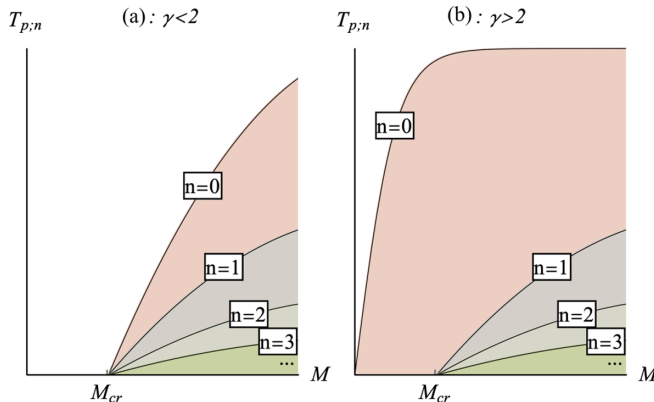 T_{p;n} (a) : γ<2
n=0
n=1
n=2
n=3
...
M_{cr} M
T_{p;n} (b) : γ>2
n=0
n=1
n=2
n=3
...
M_{cr} M